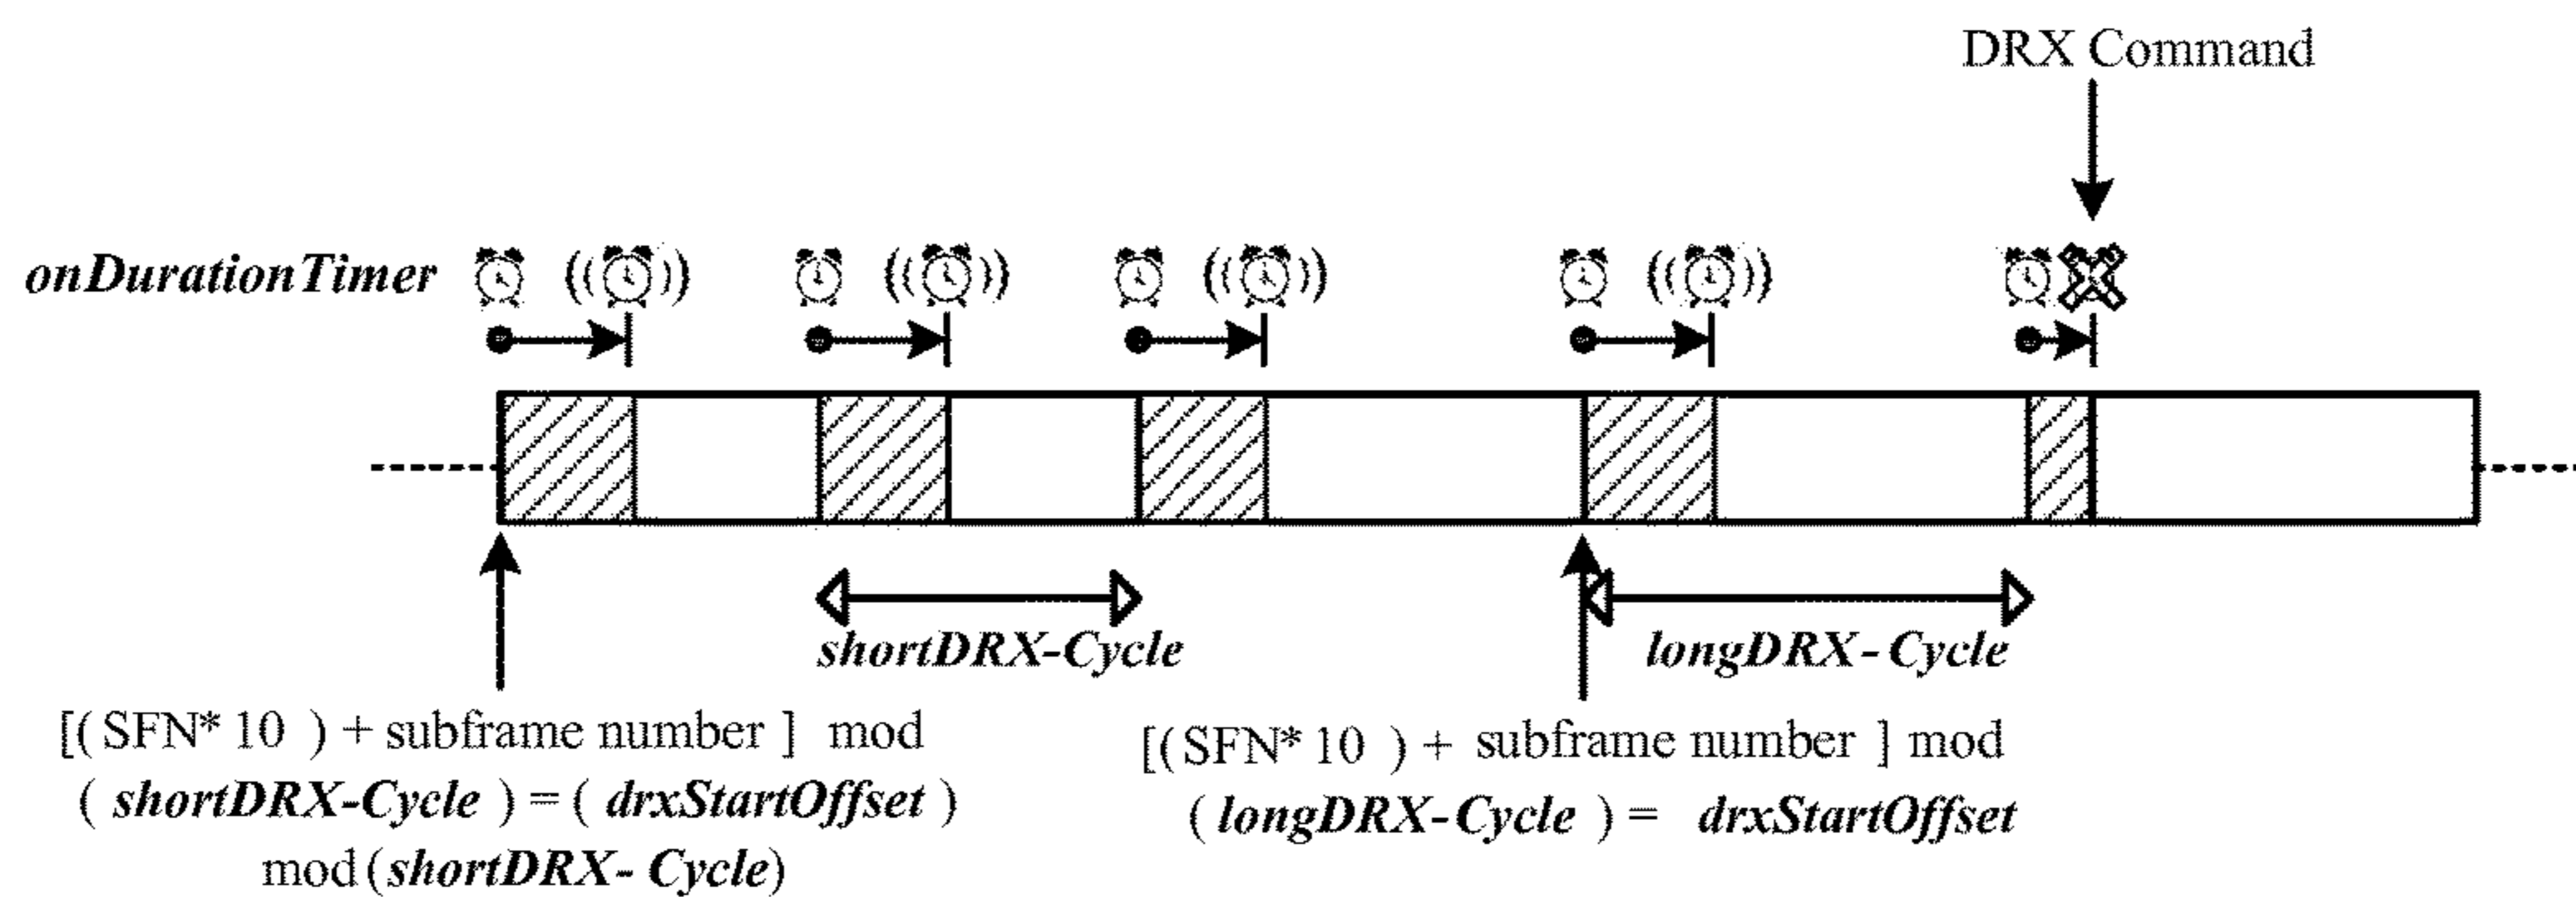 DRX Command
onDurationTimer
shortDRX-Cycle
longDRX-Cycle
[(SFN*10 ) + subframe number ] mod
( shortDRX-Cycle ) = ( drxStartOffset )
mod (shortDRX- Cycle)
[(SFN*10 ) + subframe number ] mod
( longDRX-Cycle ) = drxStartOffset